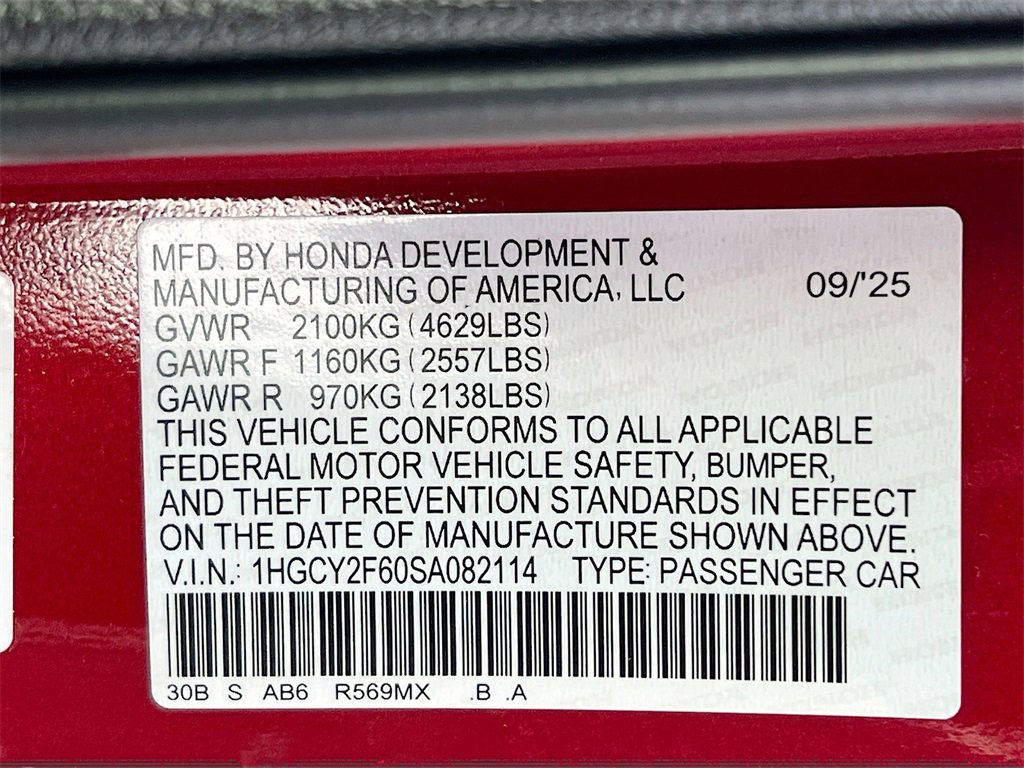 MFD. BY HONDA DEVELOPMENT &
MANUFACTURING OF AMERICA, LLC 09/'25
GVWR 2100KG (4629LBS)
GAWR F 1160KG (2557LBS)
GAWR R 970KG (2138LBS)
THIS VEHICLE CONFORMS TO ALL APPLICABLE
FEDERAL MOTOR VEHICLE SAFETY, BUMPER,
AND THEFT PREVENTION STANDARDS IN EFFECT
ON THE DATE OF MANUFACTURE SHOWN ABOVE.
V.I.N.: 1HGCY2F60SA082114 TYPE: PASSENGER CAR
30B S AB6 R569MX .B .A